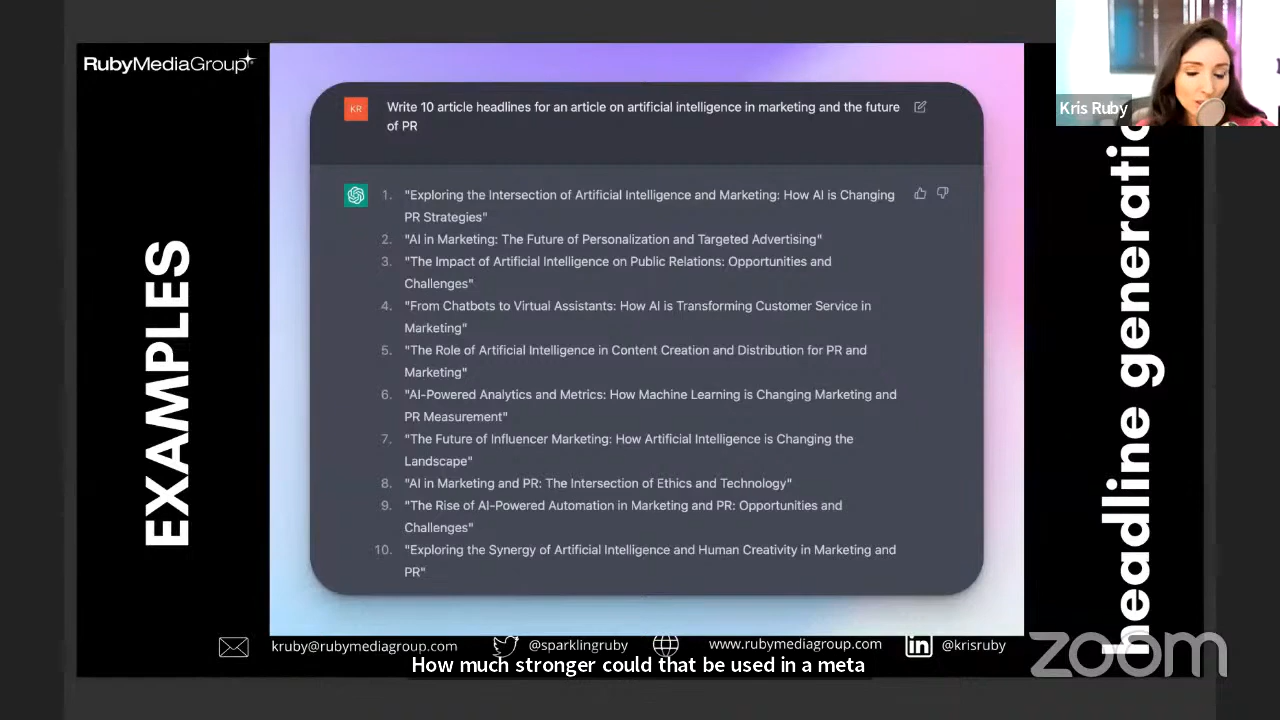 RubyMediaGroup
Kris Ruby
EXAMPLES
KR
Write 10 article headlines for an article on artificial intelligence in marketing and the future
of PR
1. "Exploring the Intersection of Artificial Intelligence and Marketing: How AI is Changing
PR Strategies"
2. "AI in Marketing: The Future of Personalization and Targeted Advertising"
3. "The Impact of Artificial Intelligence on Public Relations: Opportunities and
Challenges"
4. "From Chatbots to Virtual Assistants: How AI is Transforming Customer Service in
Marketing"
5. "The Role of Artificial Intelligence in Content Creation and Distribution for PR and
Marketing"
6. "AI-Powered Analytics and Metrics: How Machine Learning is Changing Marketing and
PR Measurement"
7. "The Future of Influencer Marketing: How Artificial Intelligence is Changing the
Landscape"
8. "AI in Marketing and PR: The Intersection of Ethics and Technology"
9. "The Rise of AI-Powered Automation in Marketing and PR: Opportunities and
Challenges"
10. "Exploring the Synergy of Artificial Intelligence and Human Creativity in Marketing and
PR"
headline generatio
kruby@rubymediagroup.com @sparklingruby www.rubymediagroup.com in @krisruby
How much stronger could that be used in a meta
zoom